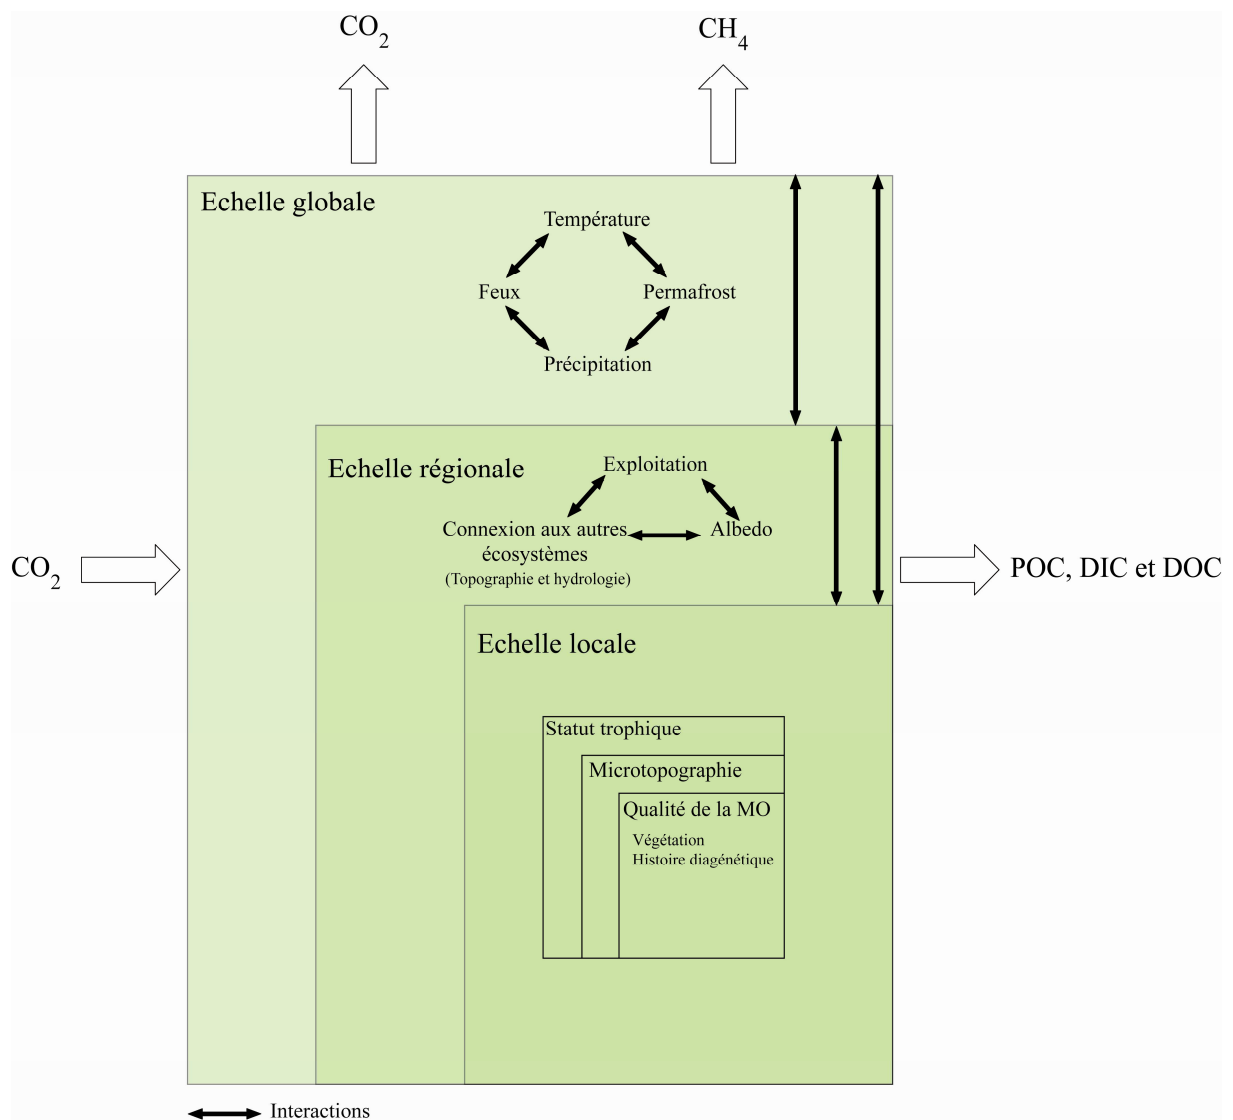 CO2
CH4
Echelle globale
Température
Feux
Permafrost
Précipitation
Echelle régionale
Exploitation
Connexion aux autres
écosystèmes
(Topographie et hydrologie)
Albedo
CO2
POC, DIC et DOC
Echelle locale
Statut trophique
Microtopographie
Qualité de la MO
Végétation
Histoire diagénétique
Interactions